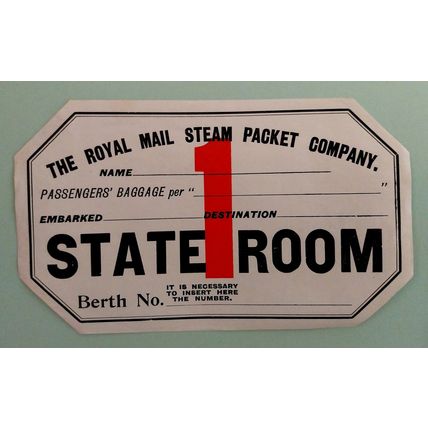 THE ROYAL MAIL STEAM PACKET COMPANY.
NAME
PASSENGERS' BAGGAGE per " "
EMBARKED DESTINATION
STATE 1 ROOM
Berth No. IT IS NECESSARY
TO INSERT HERE
THE NUMBER.